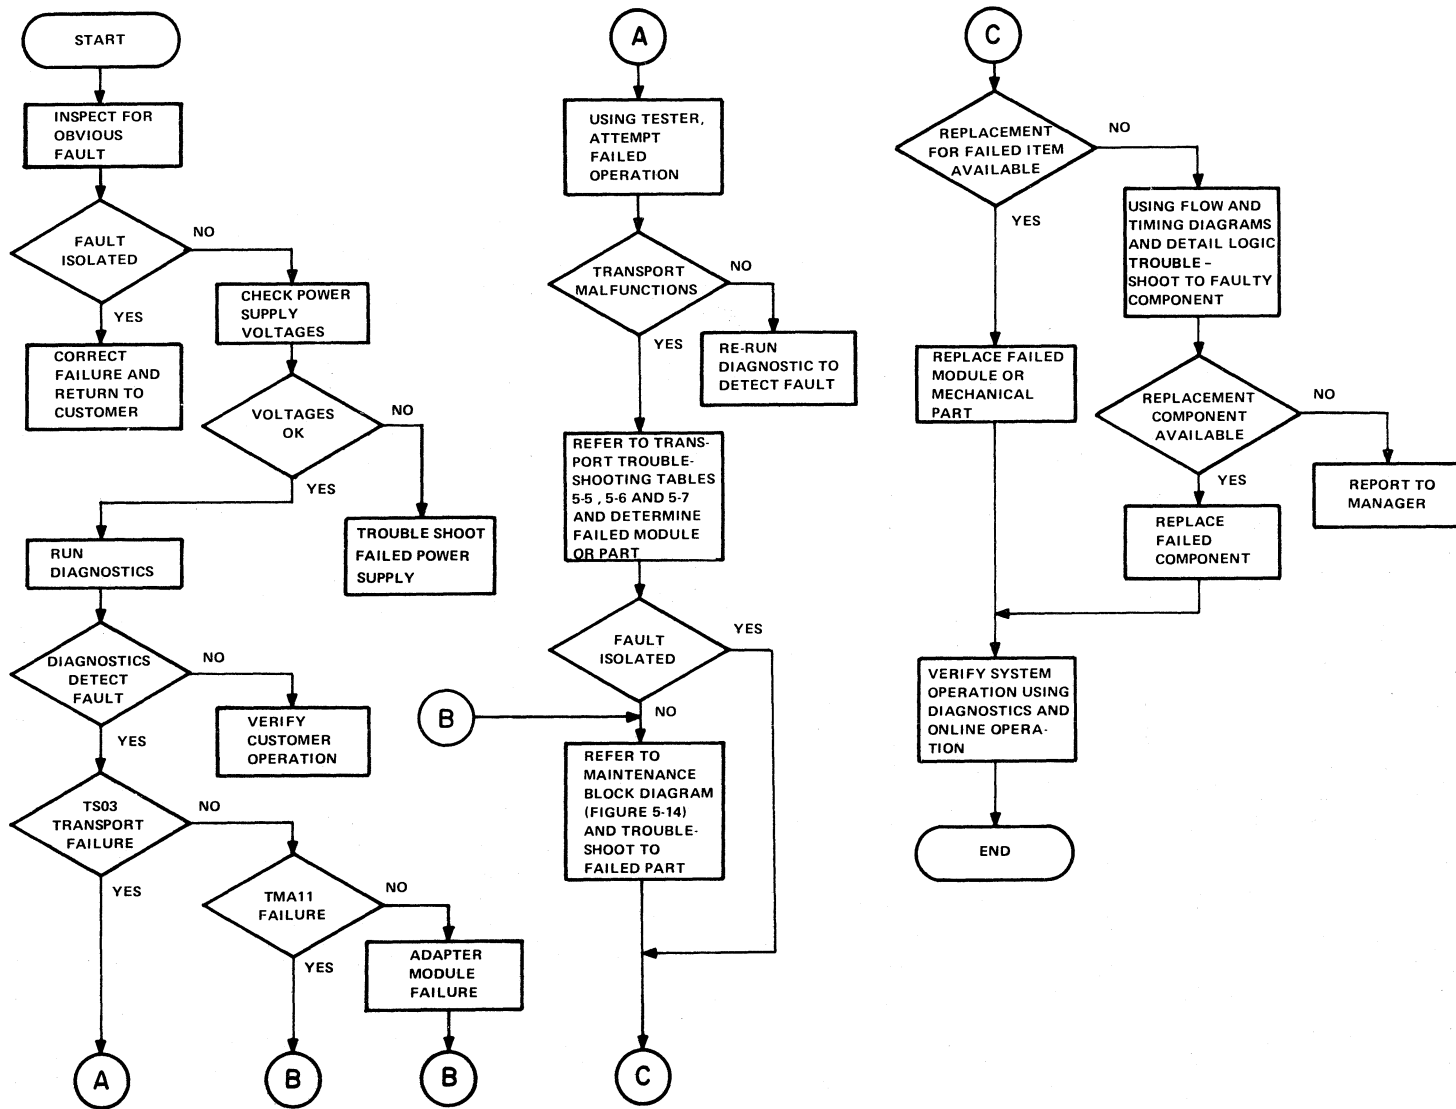 START
INSPECT FOR
OBVIOUS
FAULT
FAULT
ISOLATED
NO
YES
CORRECT
FAILURE AND
RETURN TO
CUSTOMER
CHECK POWER
SUPPLY
VOLTAGES
VOLTAGES
OK
NO
YES
TROUBLE SHOOT
FAILED POWER
SUPPLY
RUN
DIAGNOSTICS
DIAGNOSTICS
DETECT
FAULT
NO
YES
VERIFY
CUSTOMER
OPERATION
TS03
TRANSPORT
FAILURE
NO
YES
TMA11
FAILURE
NO
YES
ADAPTER
MODULE
FAILURE
A
B
B
A
USING TESTER,
ATTEMPT
FAILED
OPERATION
TRANSPORT
MALFUNCTIONS
NO
YES
RE-RUN
DIAGNOSTIC TO
DETECT FAULT
REFER TO TRANS-
PORT TROUBLE-
SHOOTING TABLES
5-5 , 5-6 AND 5-7
AND DETERMINE
FAILED MODULE
OR PART
FAULT
ISOLATED
YES
NO
B
REFER TO
MAINTENANCE
BLOCK DIAGRAM
(FIGURE 5-14)
AND TROUBLE-
SHOOT TO
FAILED PART
C
C
REPLACEMENT
FOR FAILED ITEM
AVAILABLE
NO
YES
USING FLOW AND
TIMING DIAGRAMS
AND DETAIL LOGIC
TROUBLE –
SHOOT TO FAULTY
COMPONENT
REPLACE FAILED
MODULE OR
MECHANICAL
PART
REPLACEMENT
COMPONENT
AVAILABLE
NO
YES
REPORT TO
MANAGER
REPLACE
FAILED
COMPONENT
VERIFY SYSTEM
OPERATION USING
DIAGNOSTICS AND
ONLINE OPERA-
TION
END